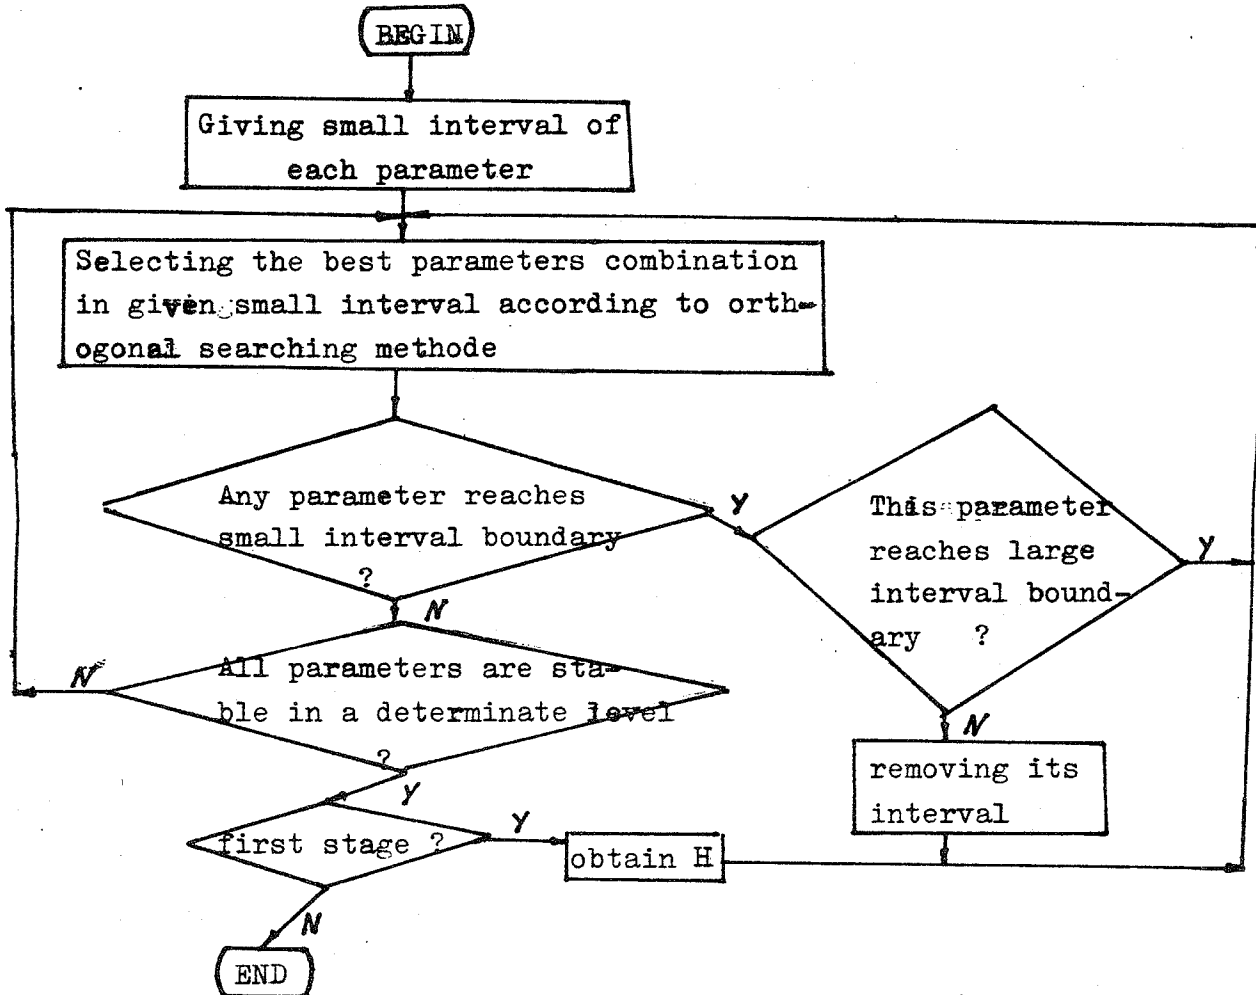 BEGIN
Giving small interval of
each parameter
Selecting the best parameters combination
in given small interval according to orth-
ogonal searching methode
Any parameter reaches
small interval boundary
?
Y
This parameter
reaches large
interval bound-
ary ?
Y
N
N
All parameters are sta-
ble in a determinate level
?
N
removing its
interval
Y
first stage ?
Y
obtain H
N
END